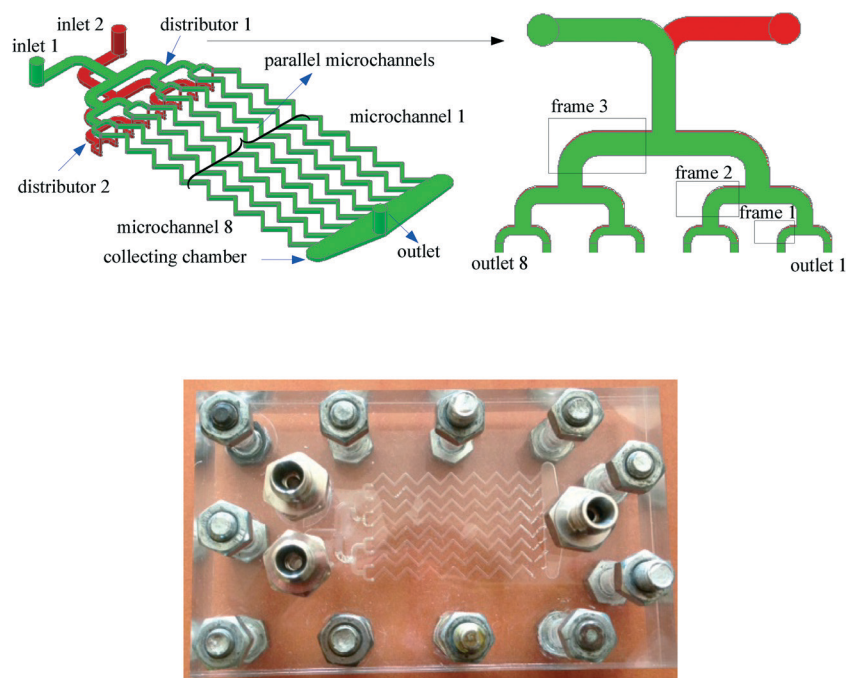 inlet 2
inlet 1
distributor 1
parallel microchannels
microchannel 1
distributor 2
microchannel 8
collecting chamber
outlet
frame 3
frame 2
frame 1
outlet 8
outlet 1